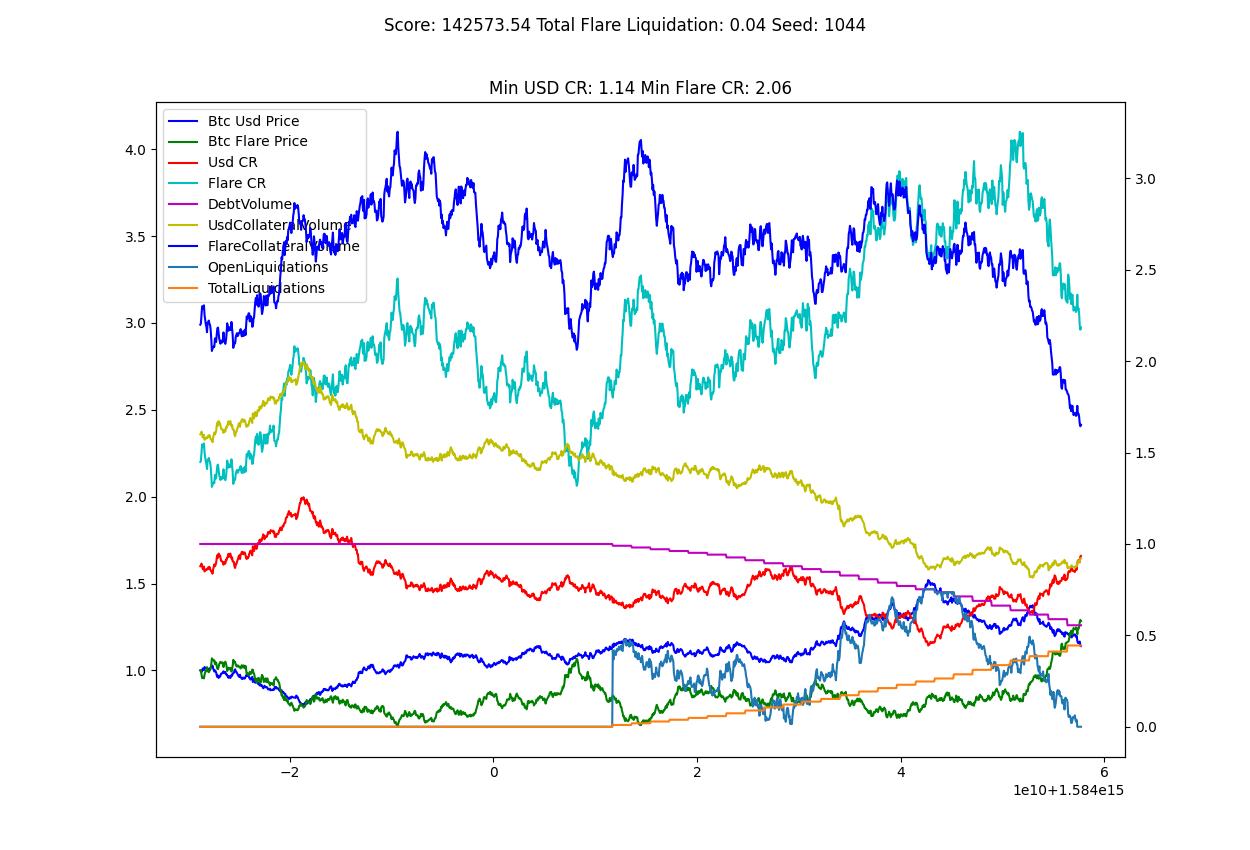 Score: 142573.54 Total Flare Liquidation: 0.04 Seed: 1044
Min USD CR: 1.14 Min Flare CR: 2.06
Btc Usd Price
Btc Flare Price
Usd CR
Flare CR
DebtVolume
UsdCollateralVolume
FlareCollateralVolume
OpenLiquidations
TotalLiquidations
4.0
3.5
3.0
2.5
2.0
1.5
1.0
3.0
2.5
2.0
1.5
1.0
0.5
0.0
−2
0
2
4
6
1e10+1.584e15